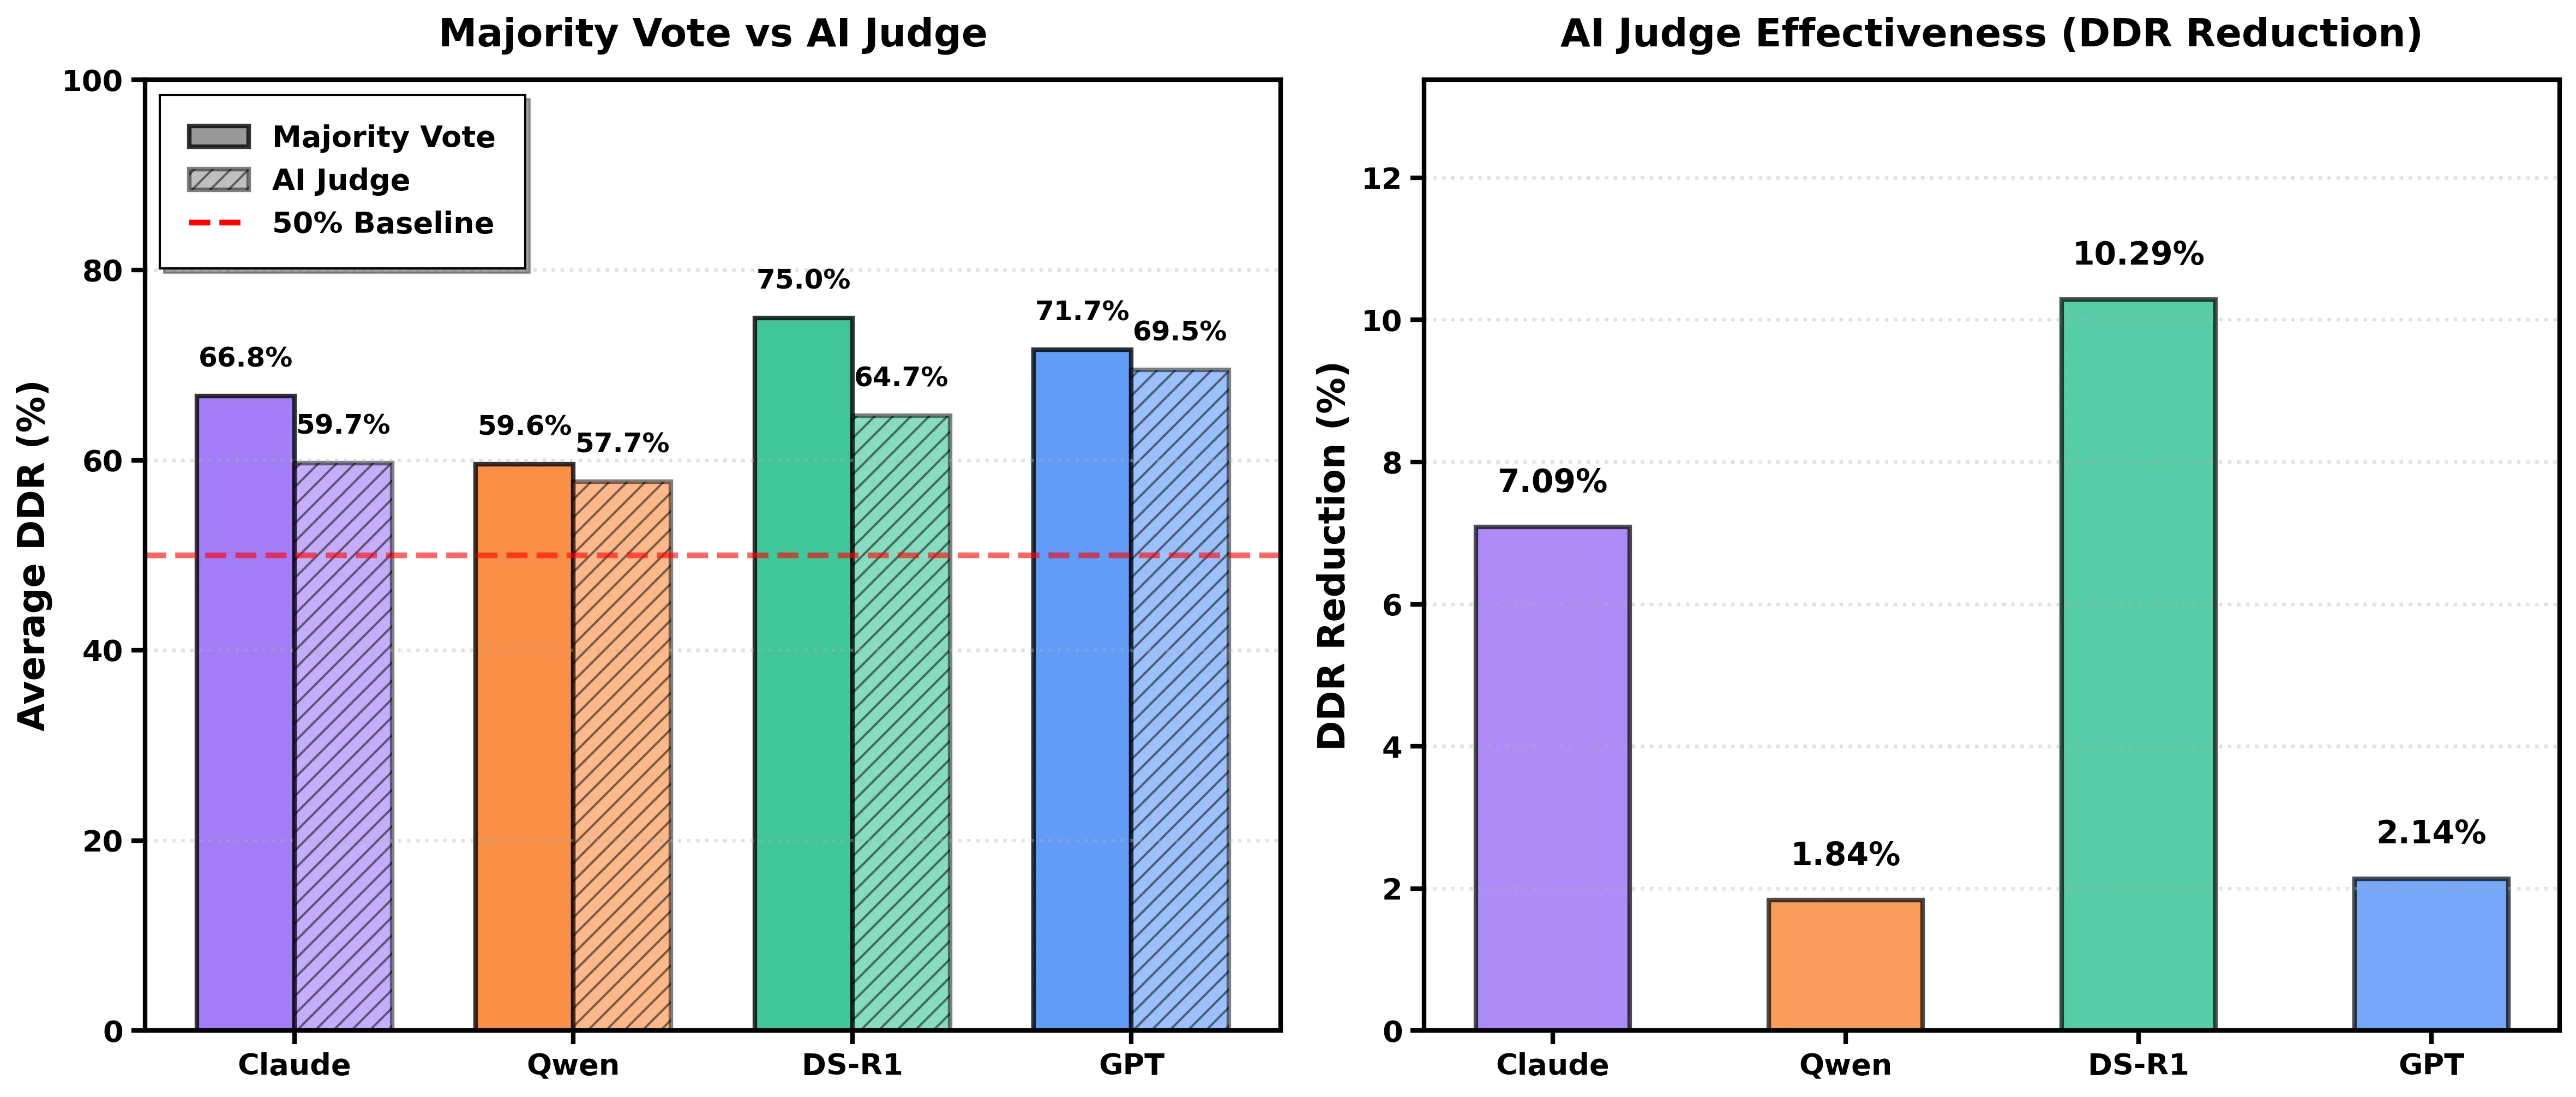 Majority Vote vs AI Judge
100
80
60
40
20
0
Average DDR (%)
Majority Vote
AI Judge
50% Baseline
66.8%
59.7%
59.6%
57.7%
75.0%
64.7%
71.7%
69.5%
Claude
Qwen
DS-R1
GPT
AI Judge Effectiveness (DDR Reduction)
12
10
8
6
4
2
0
DDR Reduction (%)
7.09%
1.84%
10.29%
2.14%
Claude
Qwen
DS-R1
GPT